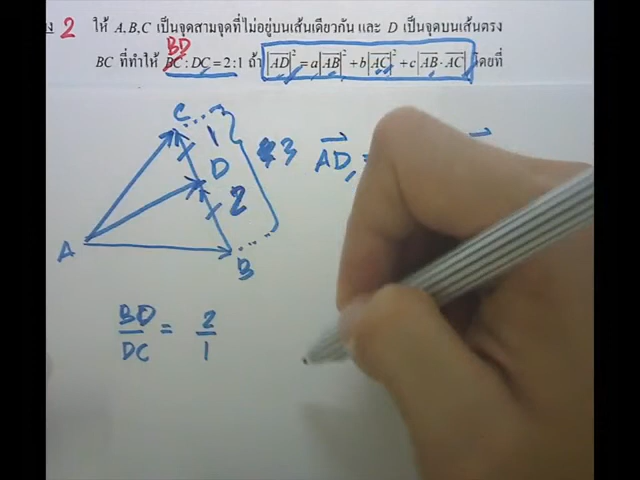 2 ให้ A,B,C เป็นจุดสามจุดที่ไม่อยู่บนเส้นเดียวกัน และ D เป็นจุดบนเส้นตรง
BD
BC ที่ทำให้ BC : DC = 2:1 ถ้า |AD|² = a|AB|² + b|AC|² + c|AB · AC| โดยที่
C
1
D
3
AD, =
2
A
B
BD/DC = 2/1